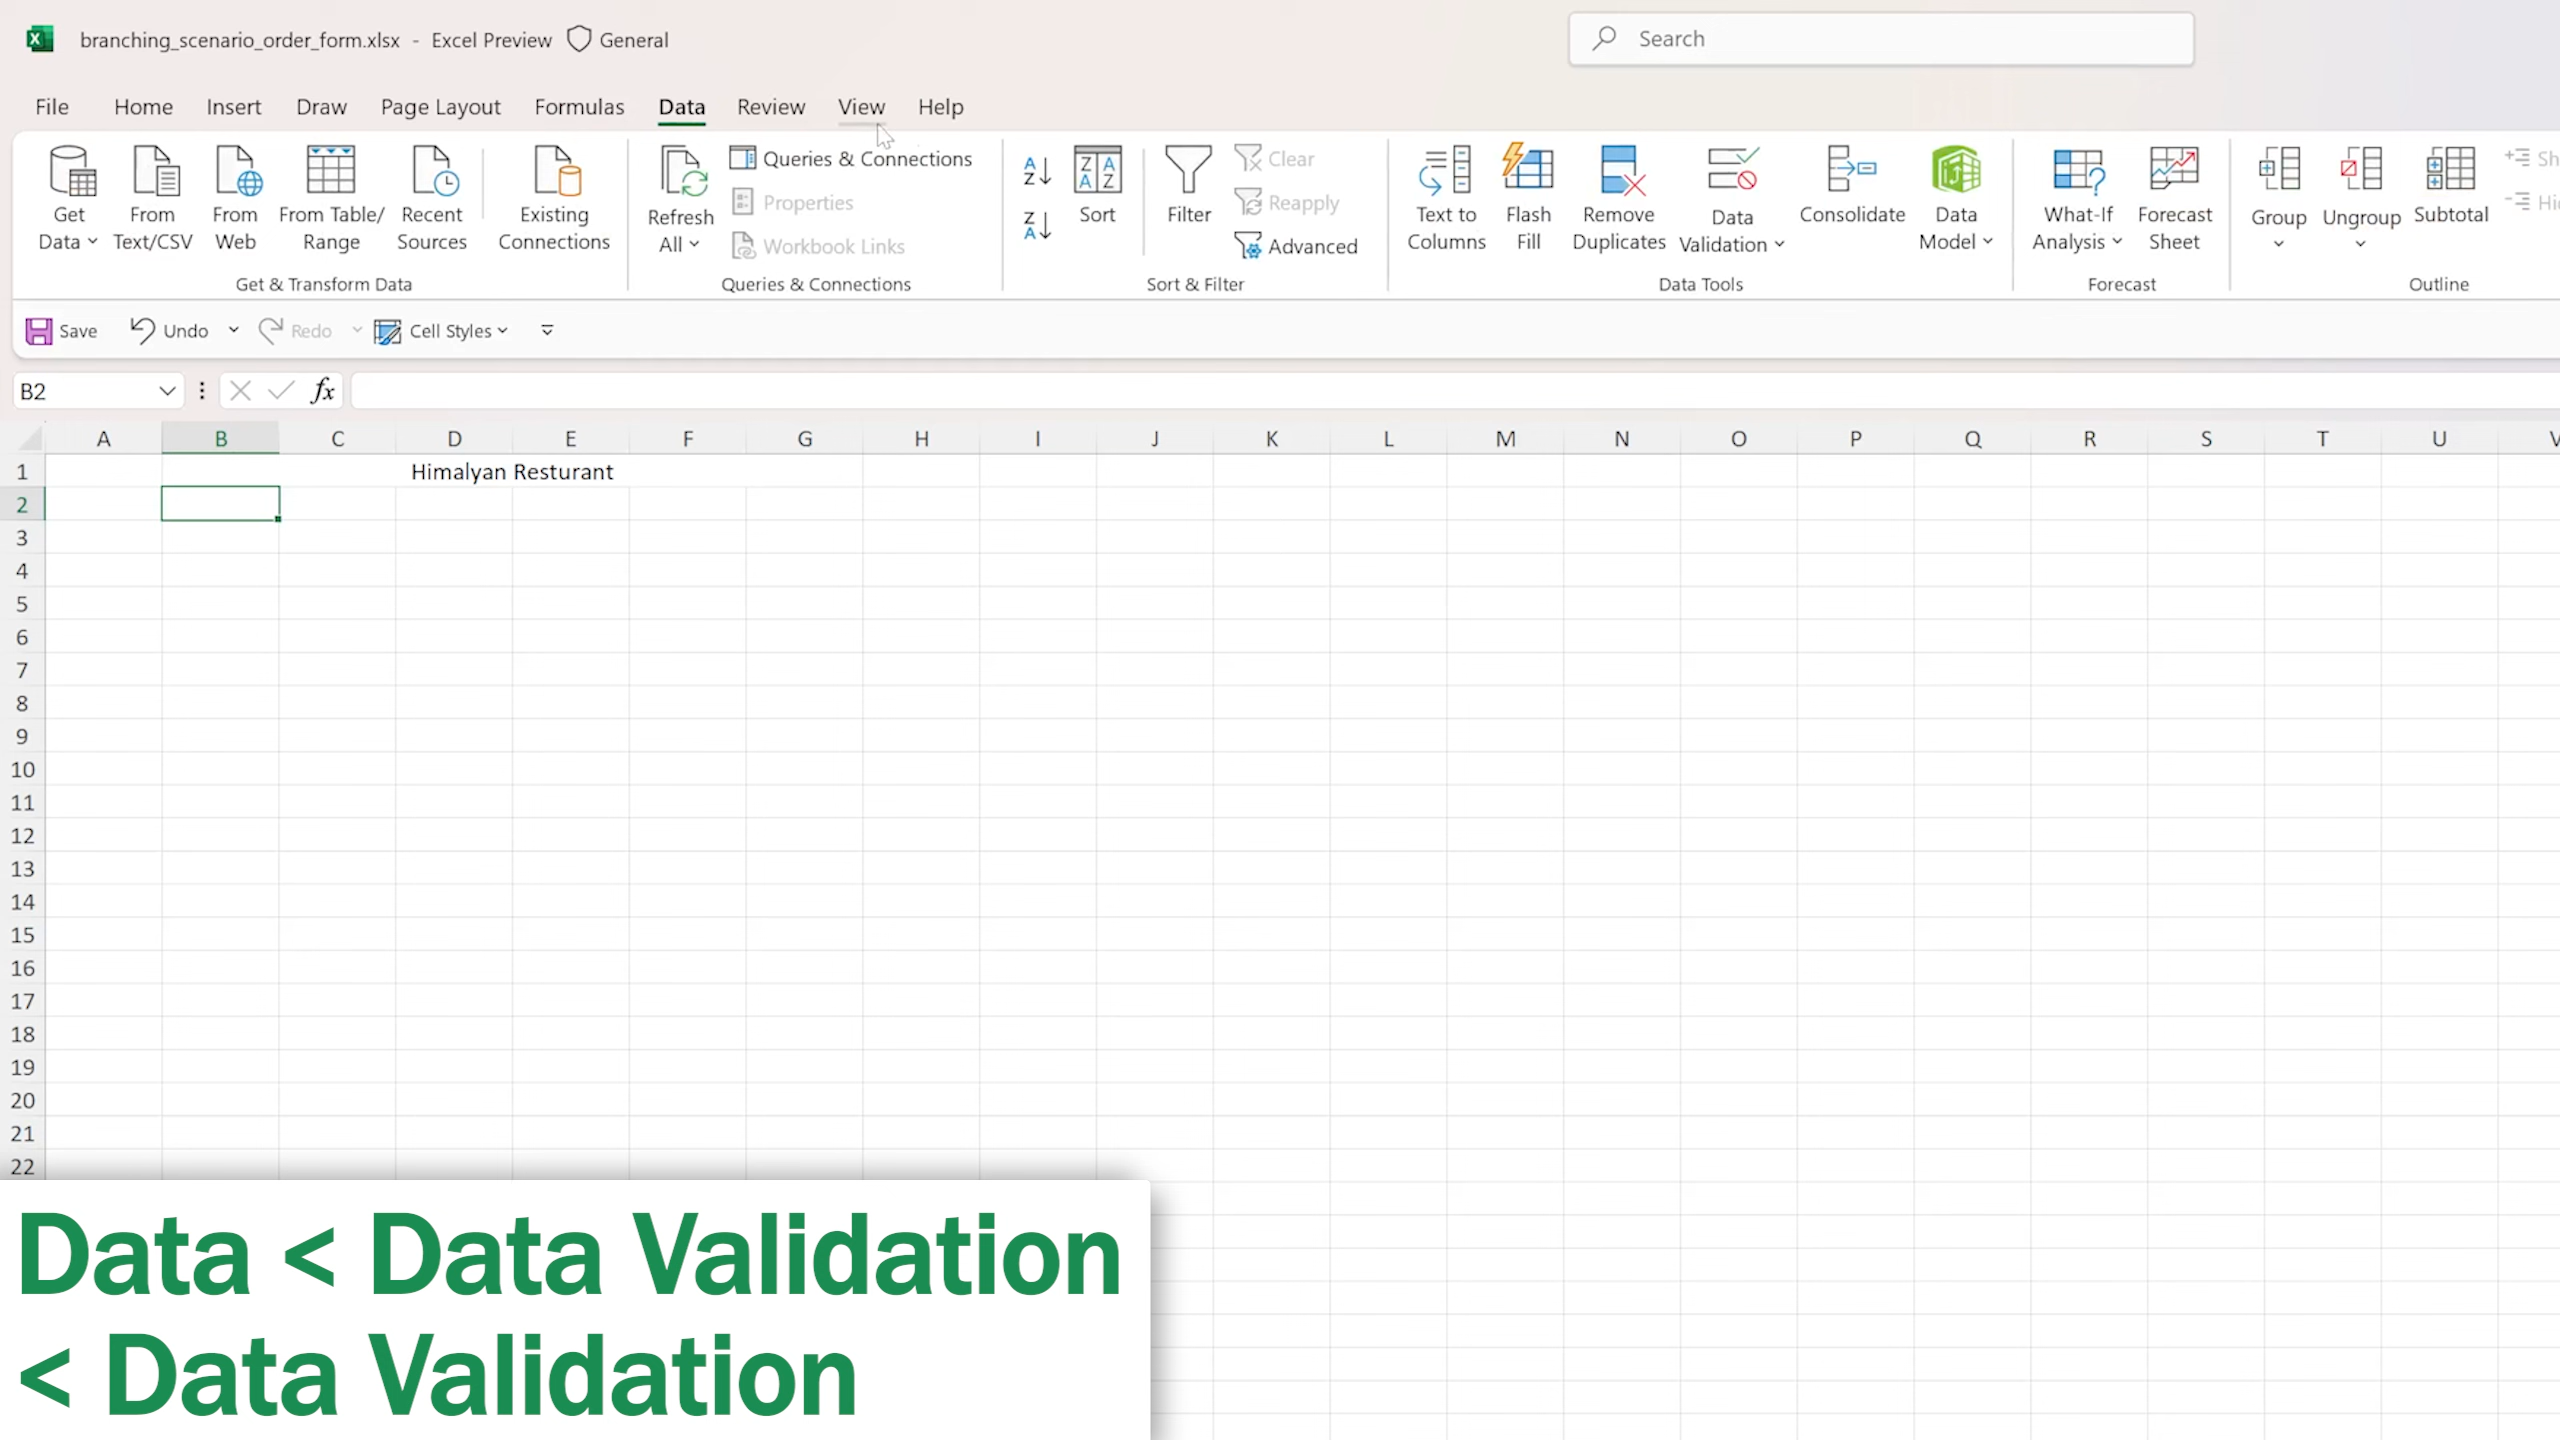 branching_scenario_order_form.xlsx - Excel Preview General
Search
File Home Insert Draw Page Layout Formulas Data Review View Help
Get Data
From Text/CSV
From Web
From Table/ Range
Recent Sources
Existing Connections
Get & Transform Data
Refresh All
Queries & Connections
Properties
Workbook Links
Queries & Connections
Sort
Filter
Clear
Reapply
Advanced
Sort & Filter
Text to Columns
Flash Fill
Remove Duplicates
Data Validation
Consolidate
Data Model
Data Tools
What-If Analysis
Forecast Sheet
Forecast
Group
Ungroup
Subtotal
Outline
Save Undo Redo Cell Styles
B2 fx
A B C D E F G H I J K L M N O P Q R S T U
1 Himalyan Resturant
2
3
4
5
6
7
8
9
10
11
12
13
14
15
16
17
18
19
20
21
22
Data < Data Validation
< Data Validation